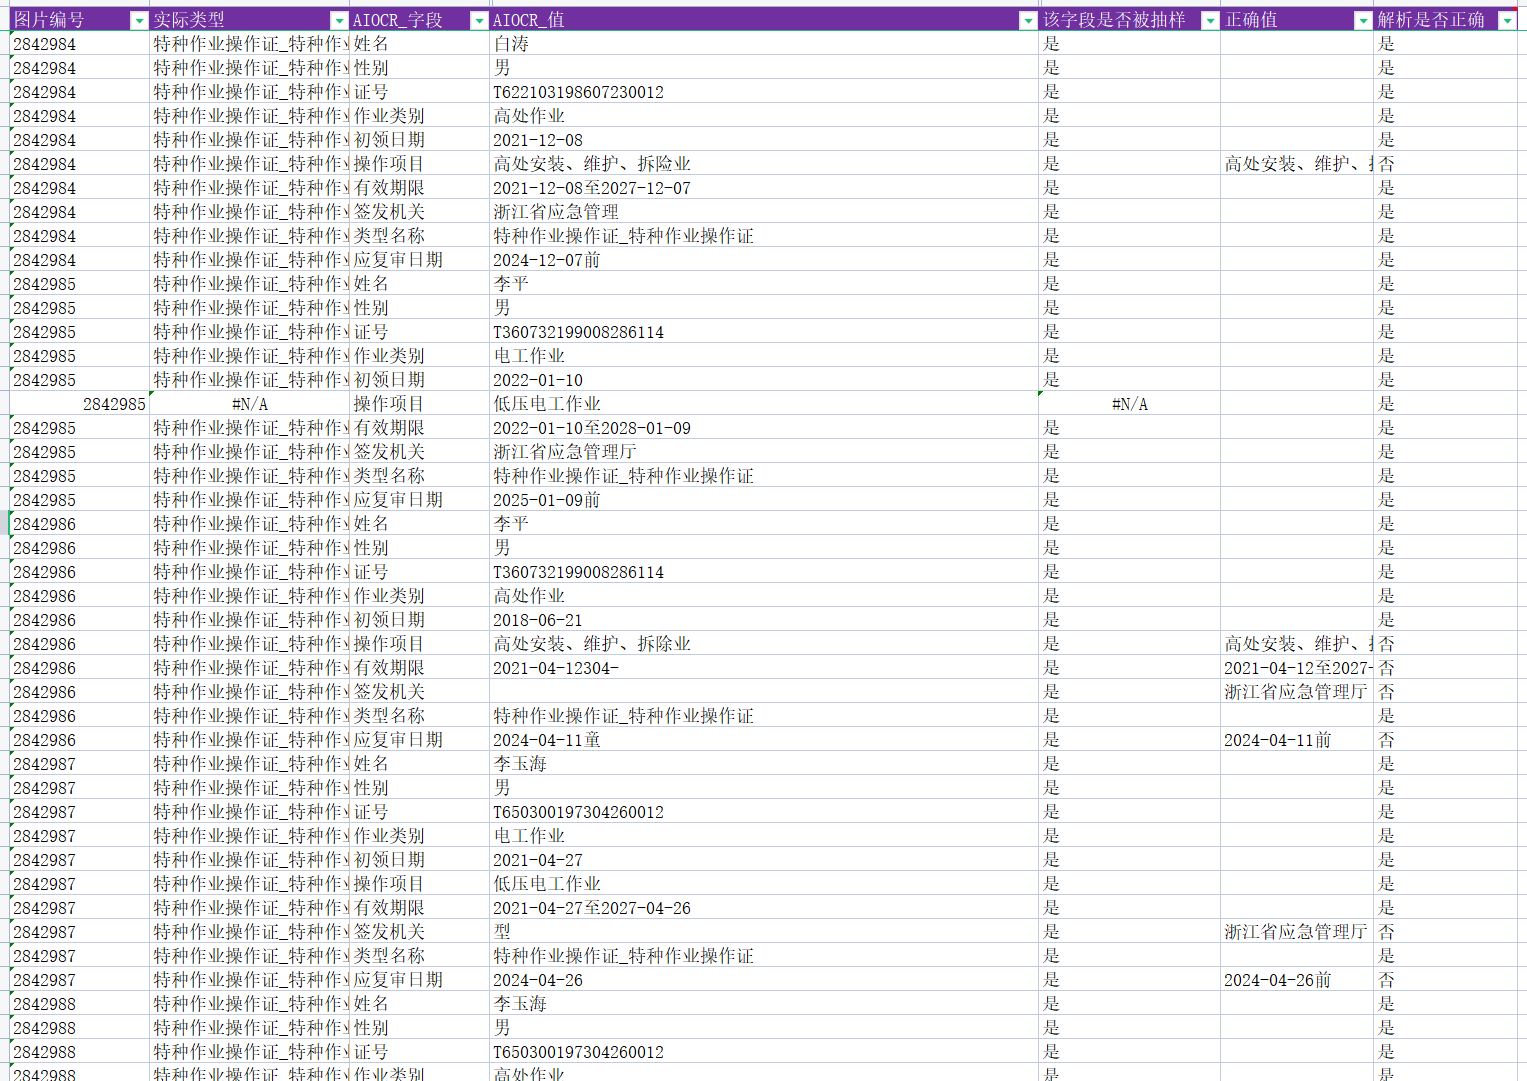 图片编号 实际类型 AIOCR_字段 AIOCR_值 该字段是否被抽样 正确值 解析是否正确
2842984 特种作业操作证_特种作 姓名 白涛 是 是
2842984 特种作业操作证_特种作 性别 男 是 是
2842984 特种作业操作证_特种作 证号 T622103198607230012 是 是
2842984 特种作业操作证_特种作 作业类别 高处作业 是 是
2842984 特种作业操作证_特种作 初领日期 2021-12-08 是 是
2842984 特种作业操作证_特种作 操作项目 高处安装、维护、拆险业 是 高处安装、维护、 否
2842984 特种作业操作证_特种作 有效期限 2021-12-08至2027-12-07 是 是
2842984 特种作业操作证_特种作 签发机关 浙江省应急管理 是 是
2842984 特种作业操作证_特种作 类型名称 特种作业操作证_特种作业操作证 是 是
2842984 特种作业操作证_特种作 应复审日期 2024-12-07前 是 是
2842985 特种作业操作证_特种作 姓名 李平 是 是
2842985 特种作业操作证_特种作 性别 男 是 是
2842985 特种作业操作证_特种作 证号 T360732199008286114 是 是
2842985 特种作业操作证_特种作 作业类别 电工作业 是 是
2842985 特种作业操作证_特种作 初领日期 2022-01-10 是 是
2842985 #N/A 操作项目 低压电工作业 #N/A 是
2842985 特种作业操作证_特种作 有效期限 2022-01-10至2028-01-09 是 是
2842985 特种作业操作证_特种作 签发机关 浙江省应急管理厅 是 是
2842985 特种作业操作证_特种作 类型名称 特种作业操作证_特种作业操作证 是 是
2842985 特种作业操作证_特种作 应复审日期 2025-01-09前 是 是
2842986 特种作业操作证_特种作 姓名 李平 是 是
2842986 特种作业操作证_特种作 性别 男 是 是
2842986 特种作业操作证_特种作 证号 T360732199008286114 是 是
2842986 特种作业操作证_特种作 作业类别 高处作业 是 是
2842986 特种作业操作证_特种作 初领日期 2018-06-21 是 是
2842986 特种作业操作证_特种作 操作项目 高处安装、维护、拆除业 是 高处安装、维护、 否
2842986 特种作业操作证_特种作 有效期限 2021-04-12304- 是 2021-04-12至2027- 否
2842986 特种作业操作证_特种作 签发机关 是 浙江省应急管理厅 否
2842986 特种作业操作证_特种作 类型名称 特种作业操作证_特种作业操作证 是 是
2842986 特种作业操作证_特种作 应复审日期 2024-04-11童 是 2024-04-11前 否
2842987 特种作业操作证_特种作 姓名 李玉海 是 是
2842987 特种作业操作证_特种作 性别 男 是 是
2842987 特种作业操作证_特种作 证号 T650300197304260012 是 是
2842987 特种作业操作证_特种作 作业类别 电工作业 是 是
2842987 特种作业操作证_特种作 初领日期 2021-04-27 是 是
2842987 特种作业操作证_特种作 操作项目 低压电工作业 是 是
2842987 特种作业操作证_特种作 有效期限 2021-04-27至2027-04-26 是 是
2842987 特种作业操作证_特种作 签发机关 型 是 浙江省应急管理厅 否
2842987 特种作业操作证_特种作 类型名称 特种作业操作证_特种作业操作证 是 是
2842987 特种作业操作证_特种作 应复审日期 2024-04-26 是 2024-04-26前 否
2842988 特种作业操作证_特种作 姓名 李玉海 是 是
2842988 特种作业操作证_特种作 性别 男 是 是
2842988 特种作业操作证_特种作 证号 T650300197304260012 是 是
2842988 特种作业操作证_特种作 作业类别 高处作业 是 是